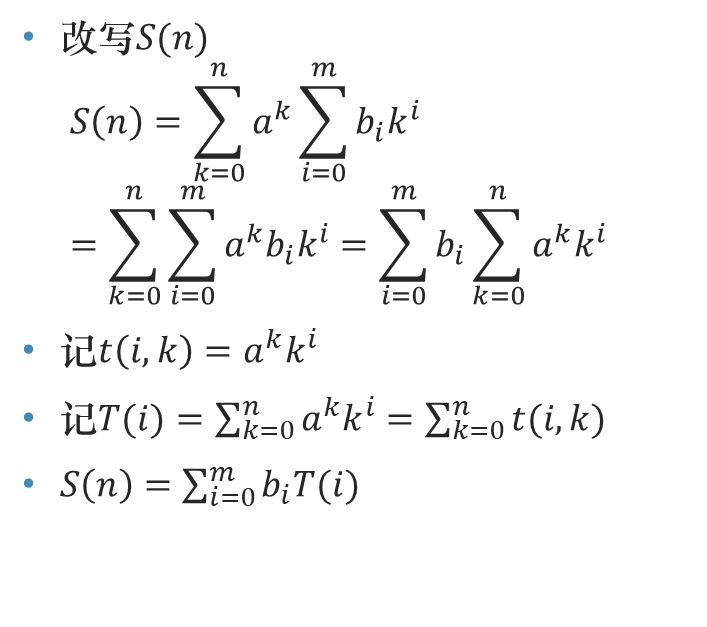 • 改写S(n)
S(n) = ∑_{k=0}^{n} a^k ∑_{i=0}^{m} b_i k^i
= ∑_{k=0}^{n} ∑_{i=0}^{m} a^k b_i k^i = ∑_{i=0}^{m} b_i ∑_{k=0}^{n} a^k k^i
• 记t(i, k) = a^k k^i
• 记T(i) = ∑_{k=0}^{n} a^k k^i = ∑_{k=0}^{n} t(i, k)
• S(n) = ∑_{i=0}^{m} b_i T(i)